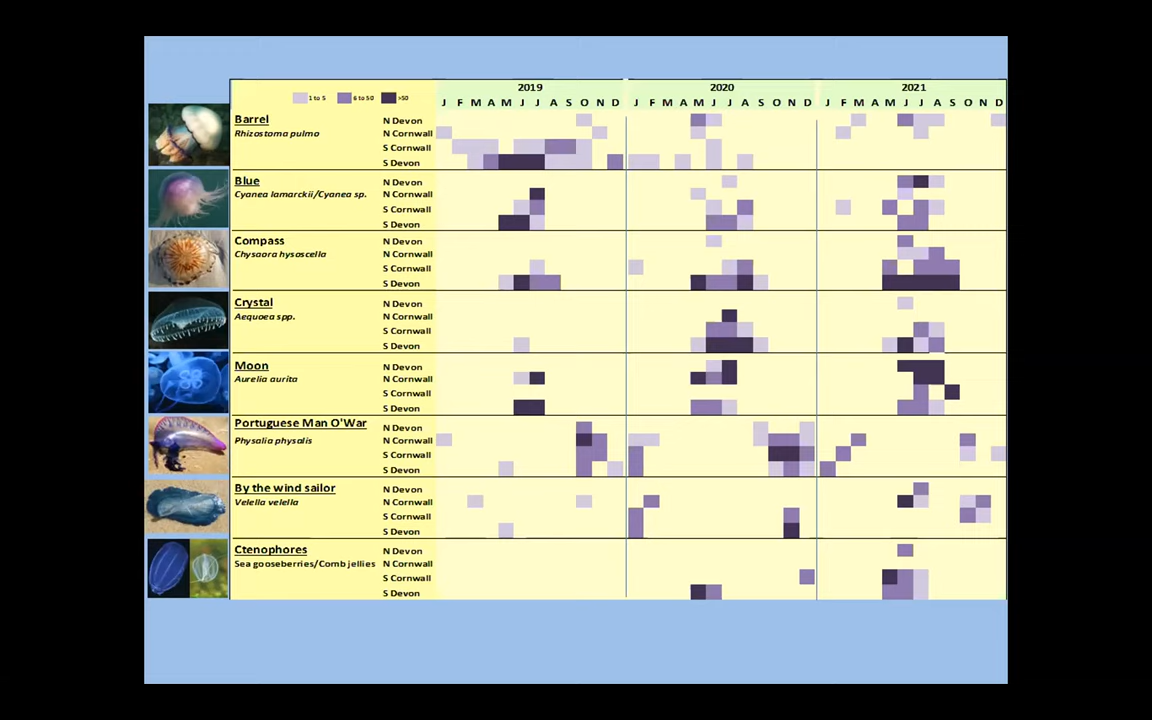 2019 2020 2021
1 to 5 6 to 50 >50 J F M A M J J A S O N D J F M A M J J A S O N D J F M A M J J A S O N D
Barrel N Devon
Rhizostoma pulmo N Cornwall
S Cornwall
S Devon
Blue N Devon
Cyanea lamarckii/Cyanea sp. N Cornwall
S Cornwall
S Devon
Compass N Devon
Chysaora hysoscella N Cornwall
S Cornwall
S Devon
Crystal N Devon
Aequoea spp. N Cornwall
S Cornwall
S Devon
Moon N Devon
Aurelia aurita N Cornwall
S Cornwall
S Devon
Portuguese Man O'War N Devon
Physalia physalis N Cornwall
S Cornwall
S Devon
By the wind sailor N Devon
Velella velella N Cornwall
S Cornwall
S Devon
Ctenophores N Devon
Sea gooseberries/Comb jellies N Cornwall
S Cornwall
S Devon